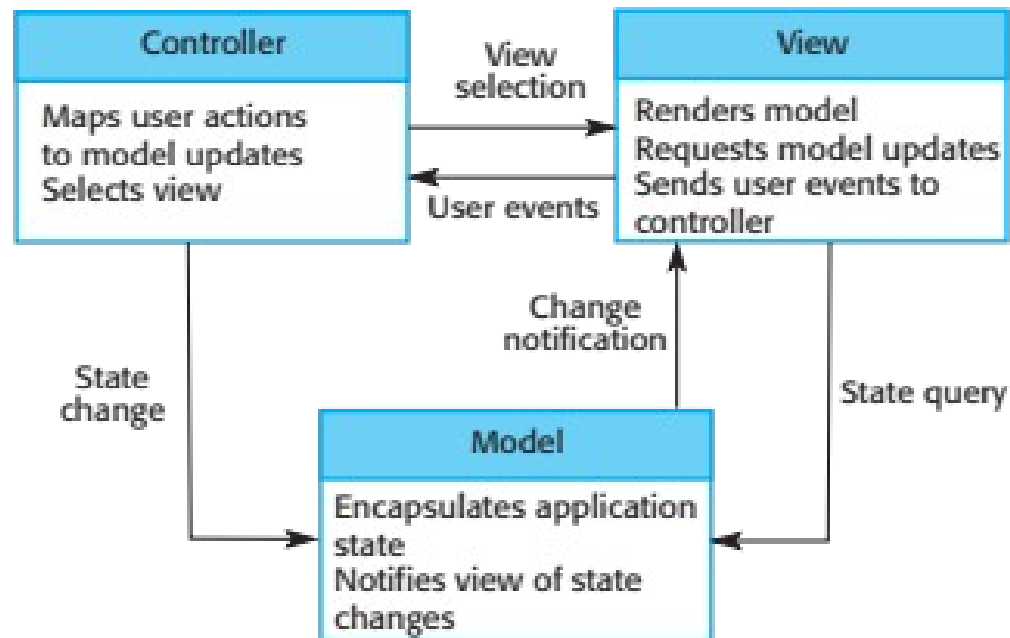 Controller
Maps user actions
to model updates
Selects view
View
selection
User events
View
Renders model
Requests model updates
Sends user events to
controller
State
change
Change
notification
State query
Model
Encapsulates application
state
Notifies view of state
changes